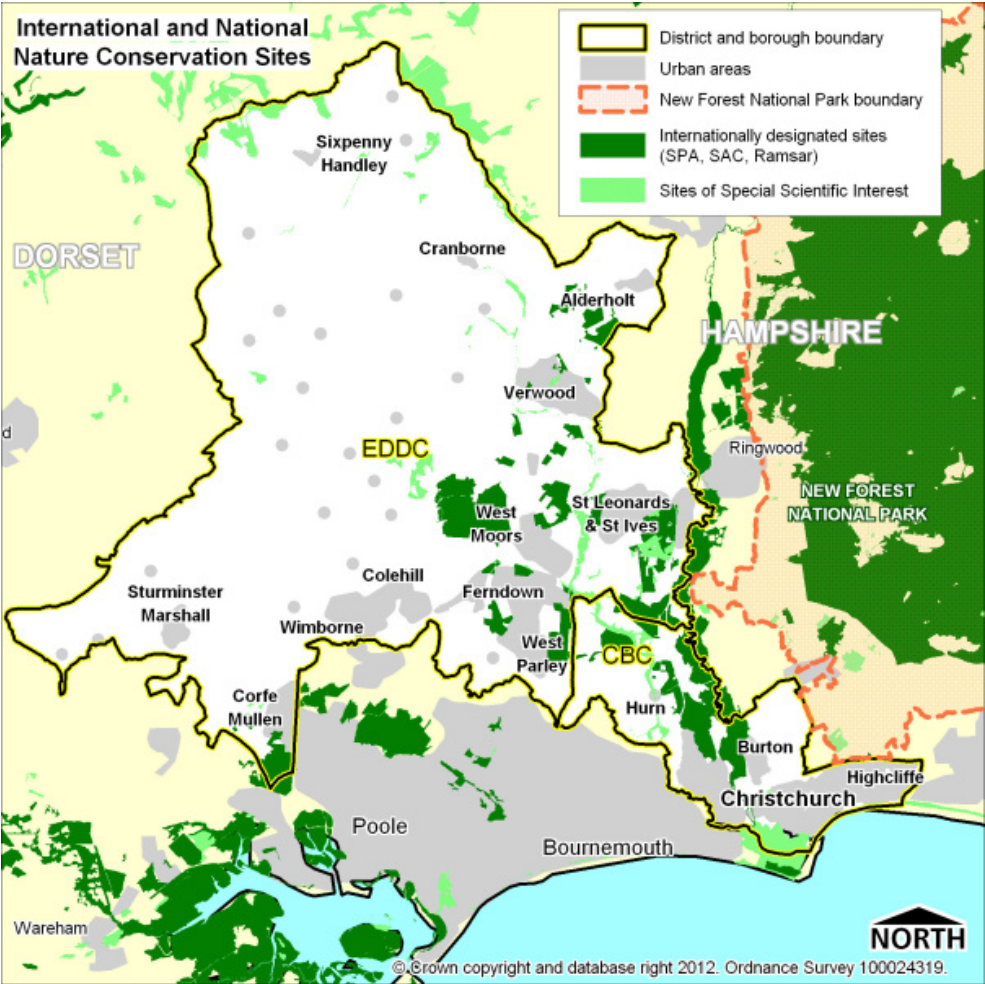 International and National
Nature Conservation Sites
District and borough boundary
Urban areas
New Forest National Park boundary
Internationally designated sites
(SPA, SAC, Ramsar)
Sites of Special Scientific Interest
Sixpenny
Handley
DORSET
Cranborne
Alderholt
HAMPSHIRE
Verwood
d
EDDC
Ringwood
NEW FOREST
NATIONAL PARK
St Leonards
& St Ives
West
Moors
Colehill
Ferndown
Sturminster
Marshall
Wimborne
West
Parley
CBC
Corfe
Mullen
Hurn
Burton
Highcliffe
Christchurch
Poole
Bournemouth
Wareham
NORTH
© Crown copyright and database right 2012. Ordnance Survey 100024319.